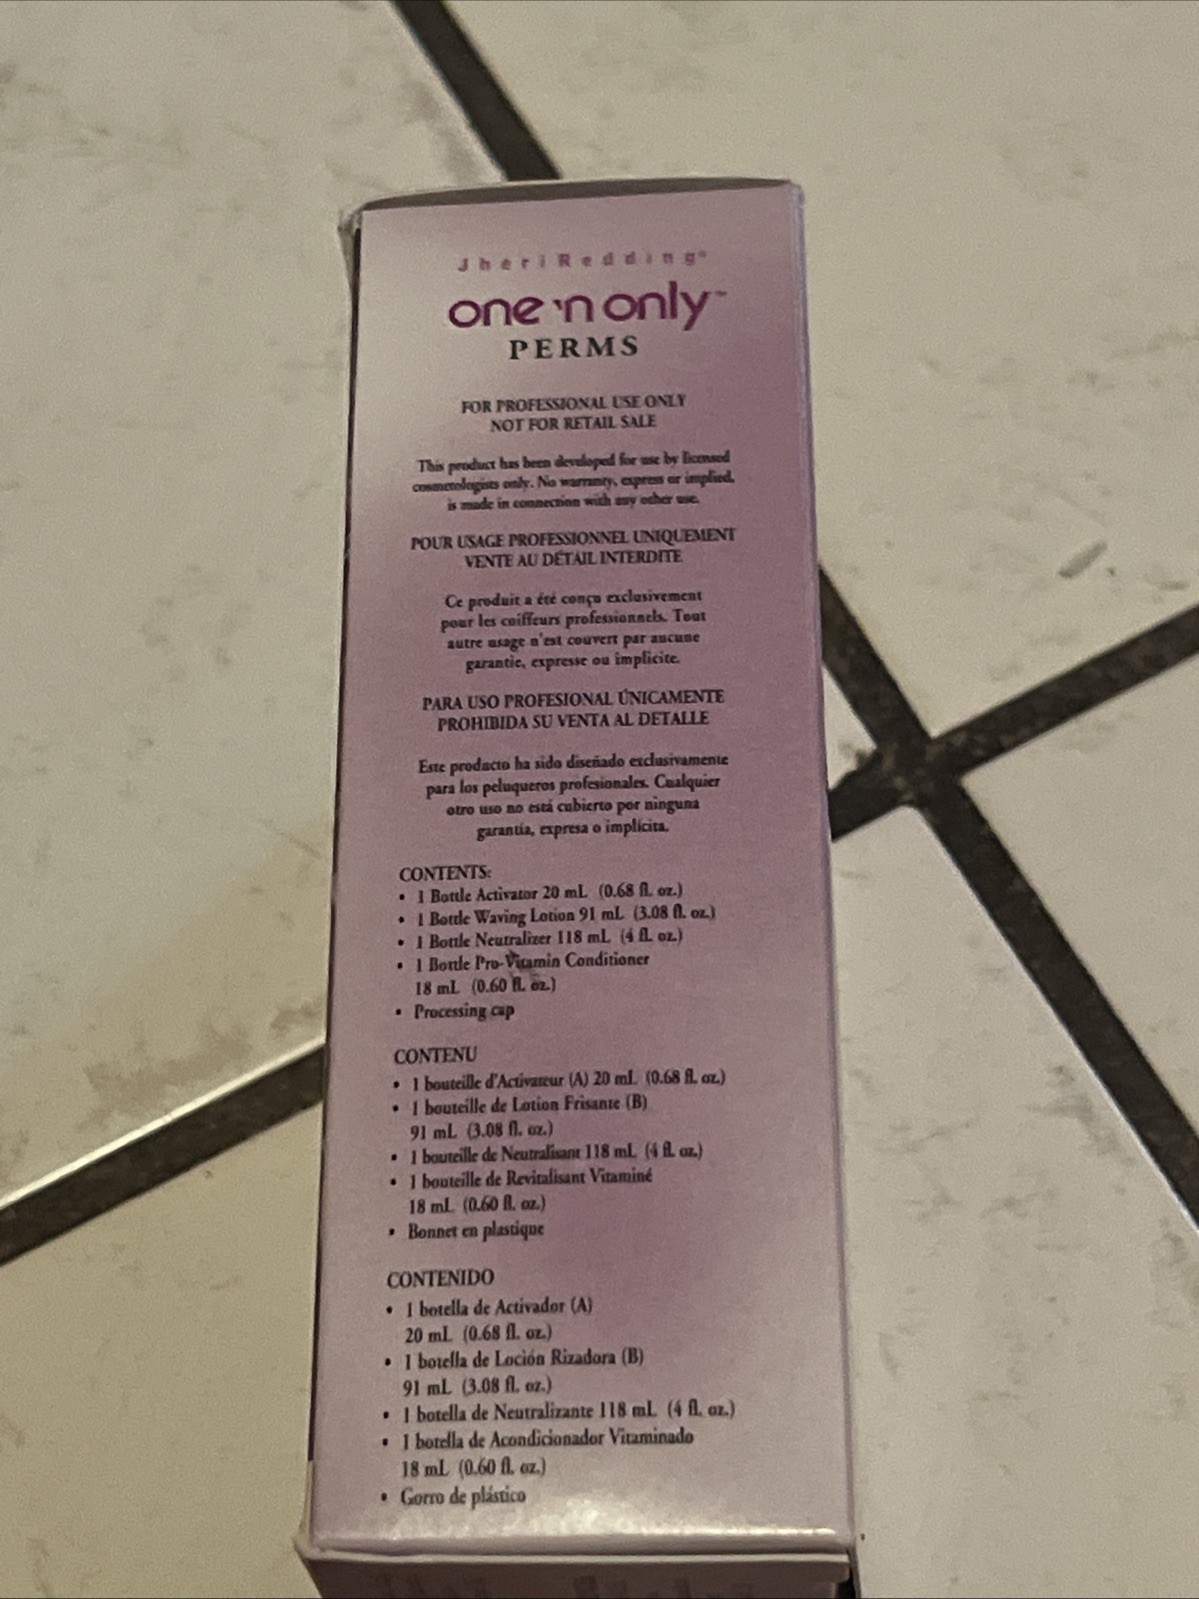 JheriRedding®
one 'n only™
PERMS
FOR PROFESSIONAL USE ONLY
NOT FOR RETAIL SALE
This product has been developed for use by licensed
cosmetologists only. No warranty, express or implied,
is made in connection with any other use.
POUR USAGE PROFESSIONNEL UNIQUEMENT
VENTE AU DÉTAIL INTERDITE
Ce produit a été conçu exclusivement
pour les coiffeurs professionnels. Tout
autre usage n'est couvert par aucune
garantie, expresse ou implicite.
PARA USO PROFESIONAL ÚNICAMENTE
PROHIBIDA SU VENTA AL DETALLE
Este producto ha sido diseñado exclusivamente
para los peluqueros profesionales. Cualquier
otro uso no está cubierto por ninguna
garantía, expresa o implícita.
CONTENTS:
• 1 Bottle Activator 20 mL (0.68 fl. oz.)
• 1 Bottle Waving Lotion 91 mL (3.08 fl. oz.)
• 1 Bottle Neutralizer 118 mL (4 fl. oz.)
• 1 Bottle Pro-Vitamin Conditioner
18 mL (0.60 fl. oz.)
• Processing cap
CONTENU
• 1 bouteille d'Activateur (A) 20 mL (0.68 fl. oz.)
• 1 bouteille de Lotion Frisante (B)
91 mL (3.08 fl. oz.)
• 1 bouteille de Neutralisant 118 mL (4 fl. oz.)
• 1 bouteille de Revitalisant Vitaminé
18 mL (0.60 fl. oz.)
• Bonnet en plastique
CONTENIDO
• 1 botella de Activador (A)
20 mL (0.68 fl. oz.)
• 1 botella de Loción Rizadora (B)
91 mL (3.08 fl. oz.)
• 1 botella de Neutralizante 118 mL (4 fl. oz.)
• 1 botella de Acondicionador Vitaminado
18 mL (0.60 fl. oz.)
• Gorro de plástico